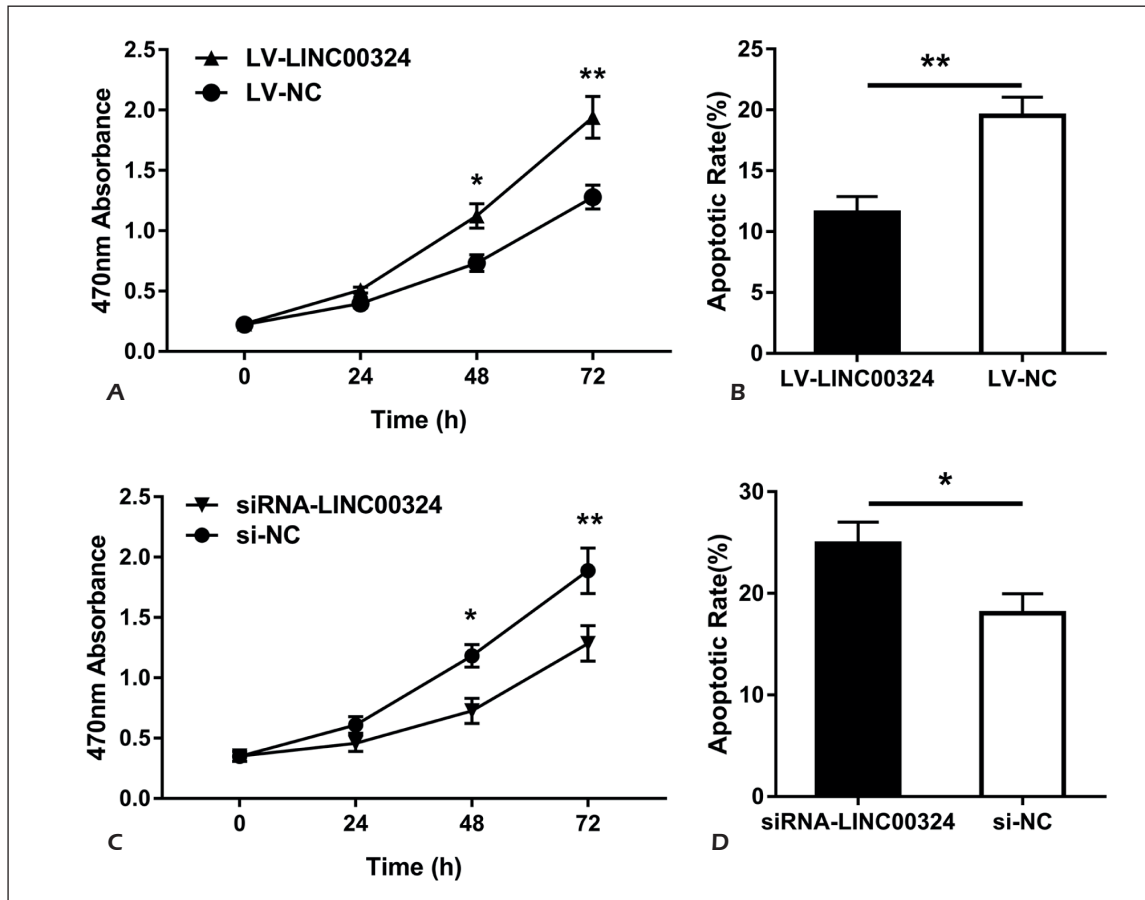 LV-LINC00324
LV-NC
470nm Absorbance
2.5
2.0
1.5
1.0
0.5
0.0
*
**
0 24 48 72
Time (h)
A
Apoptotic Rate(%)
25
20
15
10
5
0
**
LV-LINC00324 LV-NC
B
siRNA-LINC00324
si-NC
470nm Absorbance
2.5
2.0
1.5
1.0
0.5
0.0
*
**
0 24 48 72
Time (h)
C
Apoptotic Rate(%)
30
20
10
0
*
siRNA-LINC00324 si-NC
D